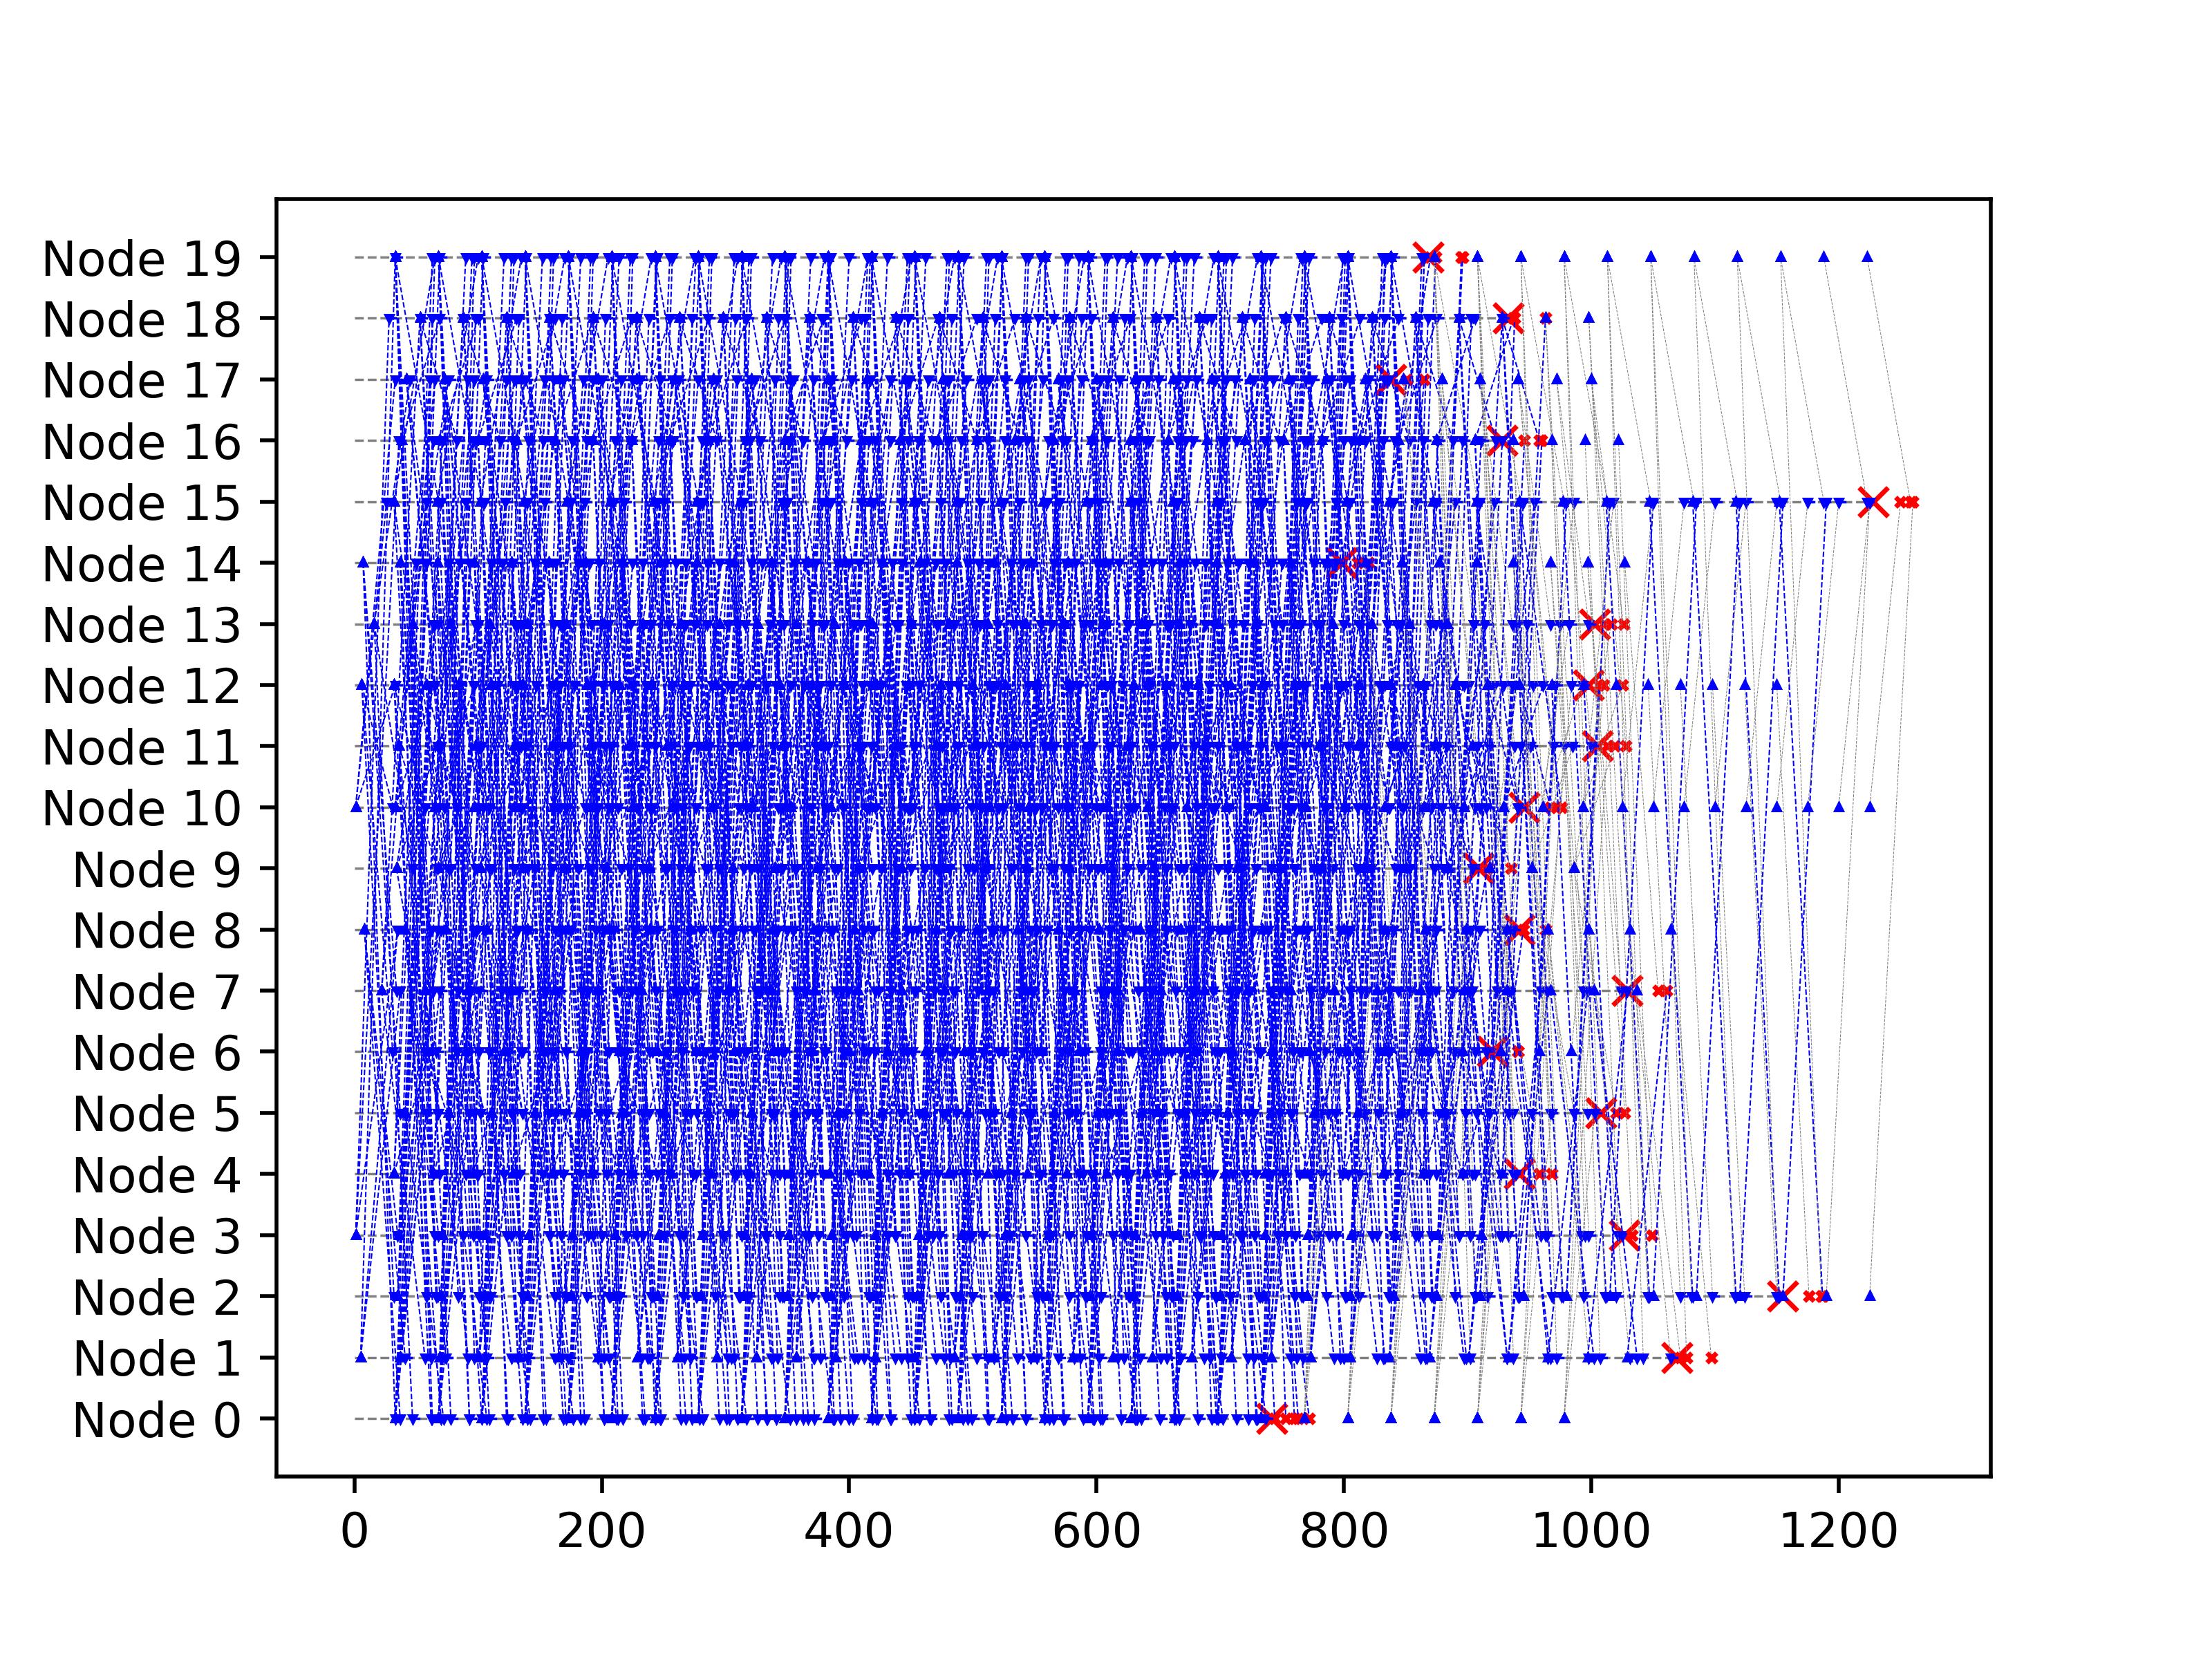 Node 19
Node 18
Node 17
Node 16
Node 15
Node 14
Node 13
Node 12
Node 11
Node 10
Node 9
Node 8
Node 7
Node 6
Node 5
Node 4
Node 3
Node 2
Node 1
Node 0
0 200 400 600 800 1000 1200